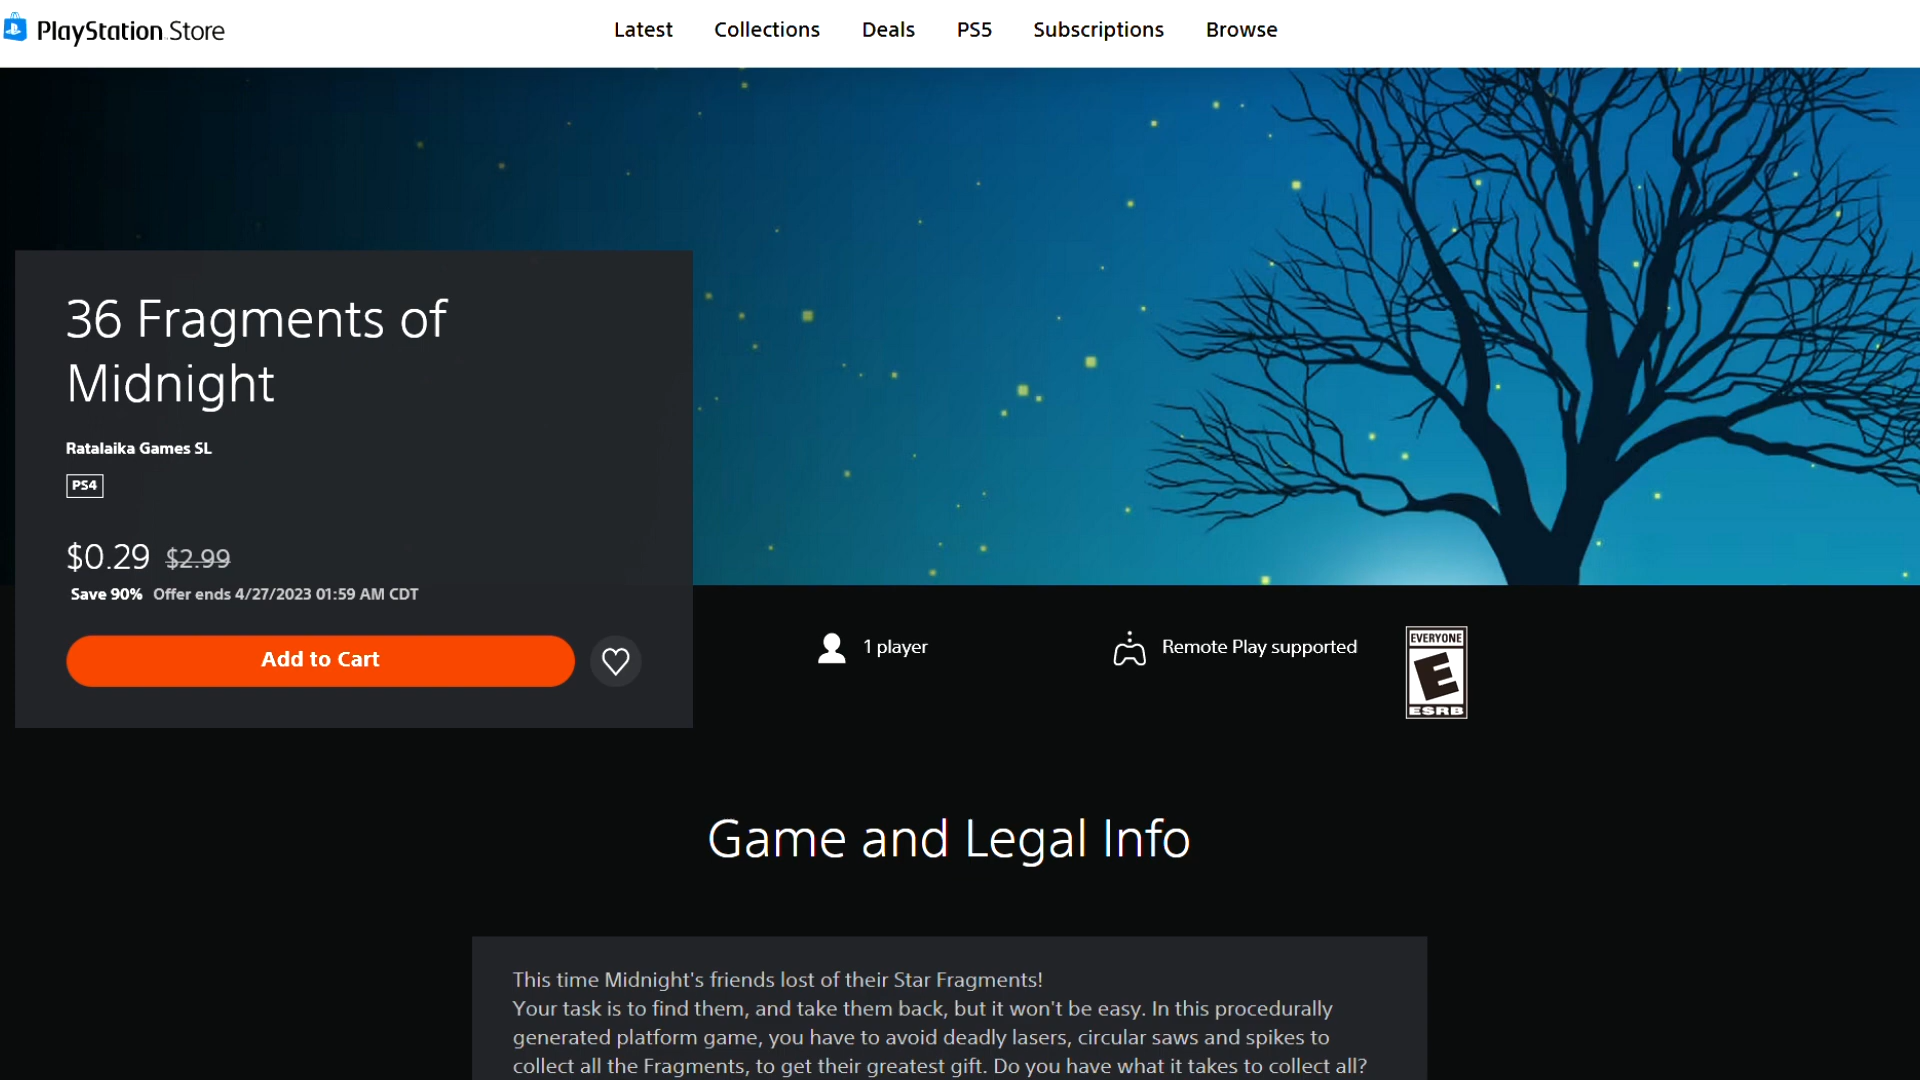 PlayStation Store
Latest Collections Deals PS5 Subscriptions Browse
36 Fragments of
Midnight
Ratalaika Games SL
PS4
$0.29 $2.99
Save 90% Offer ends 4/27/2023 01:59 AM CDT
Add to Cart
1 player
Remote Play supported
EVERYONE
E
ESRB
Game and Legal Info
This time Midnight's friends lost of their Star Fragments!
Your task is to find them, and take them back, but it won't be easy. In this procedurally
generated platform game, you have to avoid deadly lasers, circular saws and spikes to
collect all the Fragments, to get their greatest gift. Do you have what it takes to collect all?